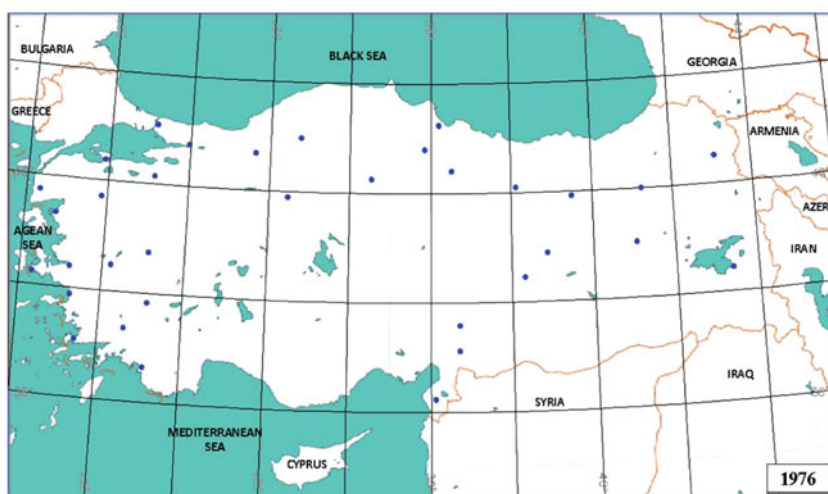 BULGARIA
BLACK SEA
GEORGIA
GREECE
ARMENIA
AZER
AGEAN
SEA
IRAN
IRAQ
SYRIA
MEDITERRANEAN
SEA
CYPRUS
1976